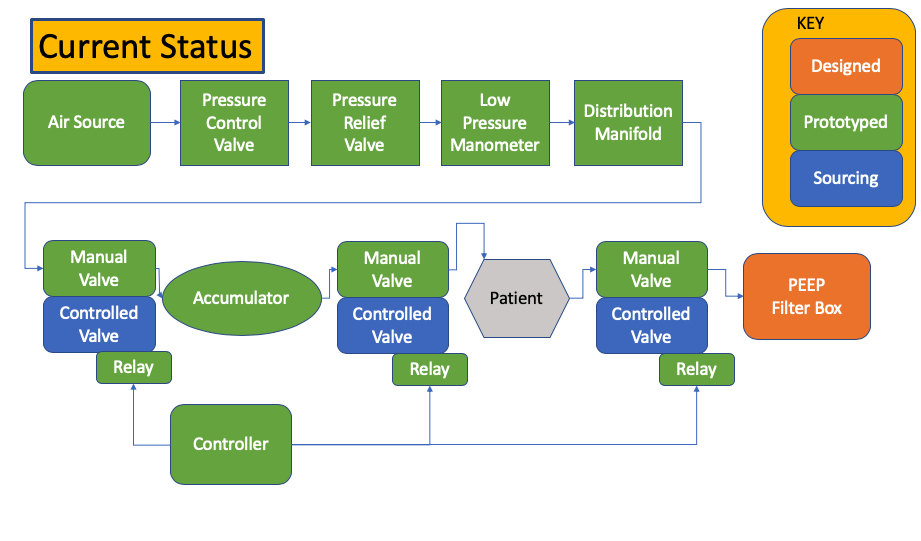 Current Status
KEY
Designed
Prototyped
Sourcing
Air Source
Pressure
Control
Valve
Pressure
Relief
Valve
Low
Pressure
Manometer
Distribution
Manifold
Manual
Valve
Controlled
Valve
Relay
Accumulator
Manual
Valve
Controlled
Valve
Relay
Patient
Manual
Valve
Controlled
Valve
Relay
PEEP
Filter Box
Controller